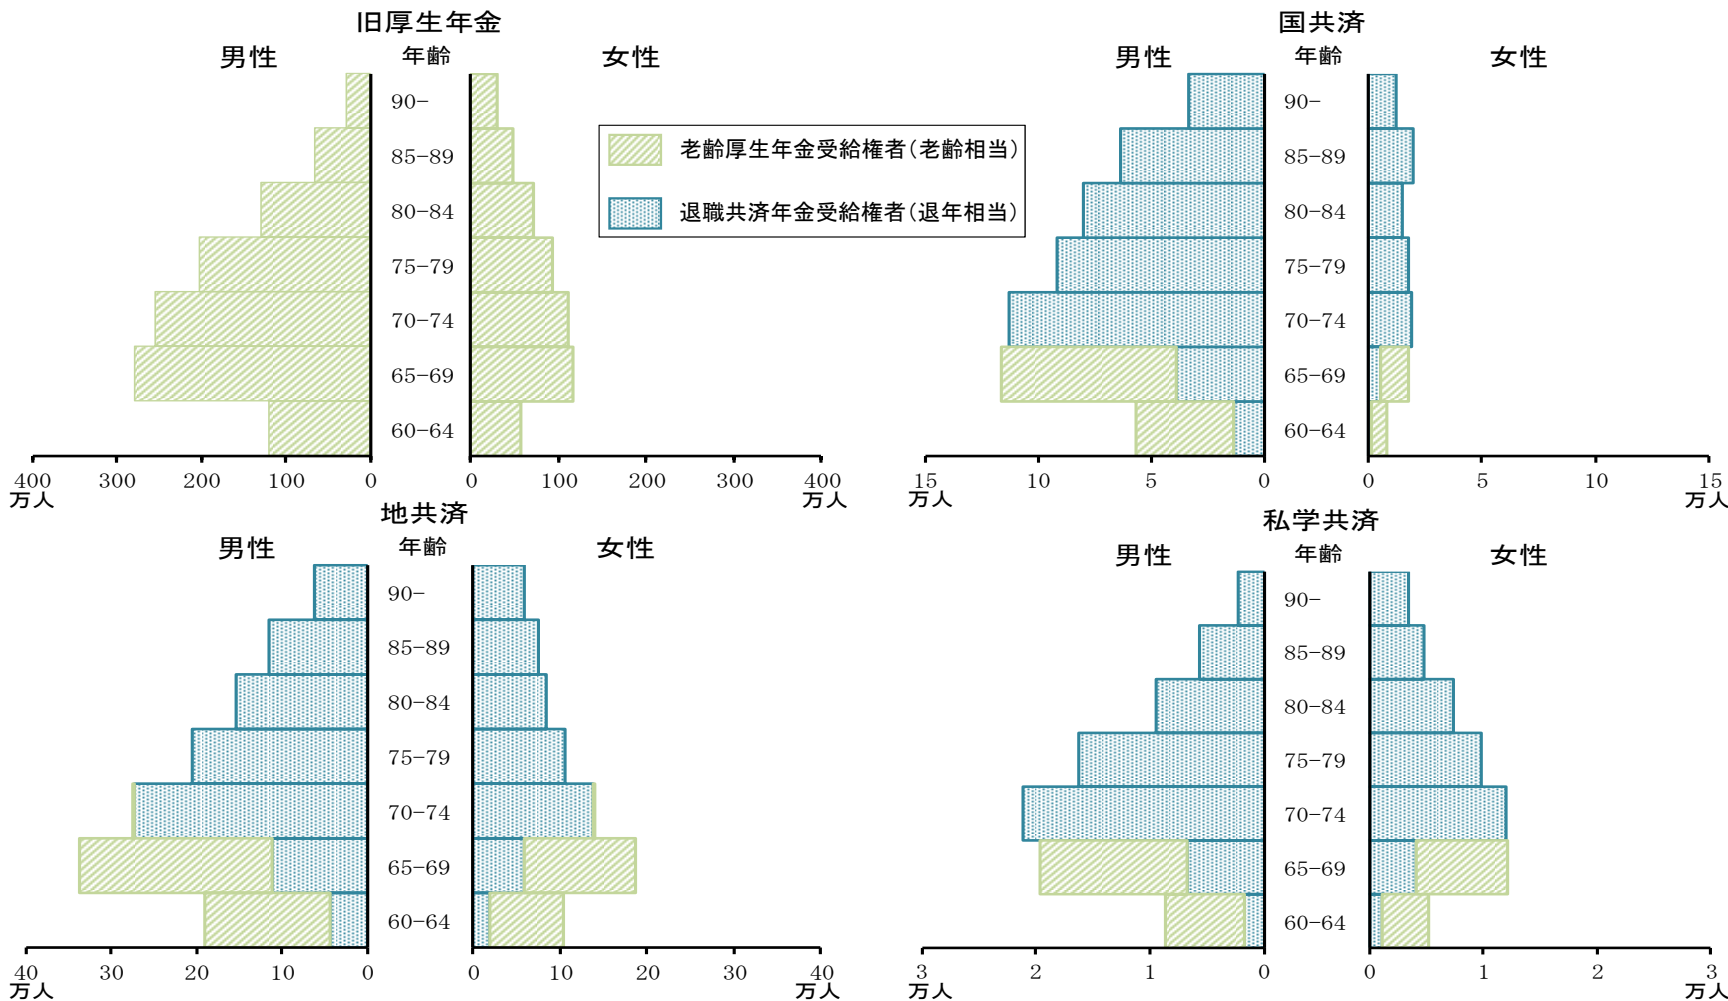 旧厚生年金
男性 年齢 女性
90-
85-89
80-84
75-79
70-74
65-69
60-64
400 300 200 100 0 0 100 200 300 400
万人 万人
老齢厚生年金受給権者（老齢相当）
退職共済年金受給権者（退年相当）
国共済
男性 年齢 女性
90-
85-89
80-84
75-79
70-74
65-69
60-64
15 10 5 0 0 5 10 15
万人 万人
地共済
男性 年齢 女性
90-
85-89
80-84
75-79
70-74
65-69
60-64
40 30 20 10 0 0 10 20 30 40
万人 万人
私学共済
男性 年齢 女性
90-
85-89
80-84
75-79
70-74
65-69
60-64
3 2 1 0 0 1 2 3
万人 万人